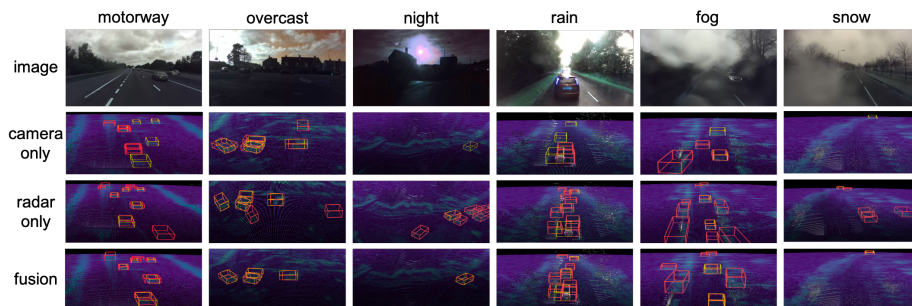 motorway overcast night rain fog snow
image
camera
only
radar
only
fusion